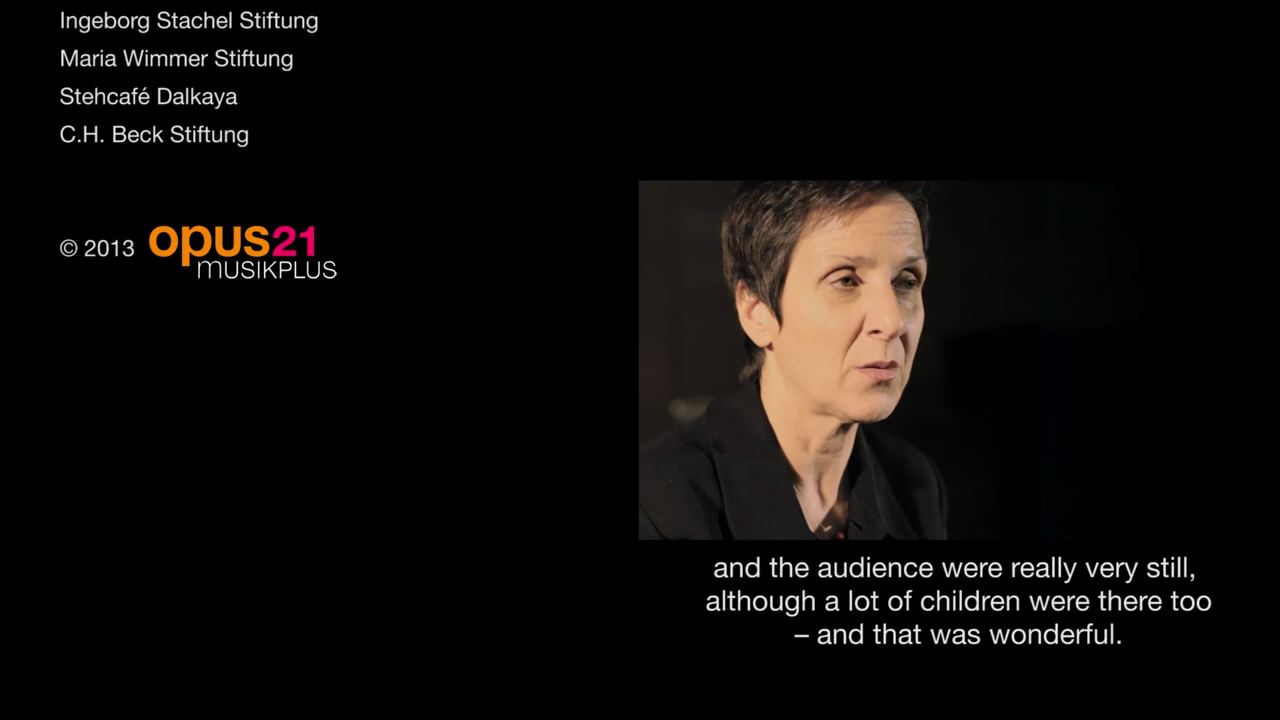 Ingeborg Stachel Stiftung
Maria Wimmer Stiftung
Stehcafé Dalkaya
C.H. Beck Stiftung
© 2013 opus21
MUSIKPLUS
and the audience were really very still,
although a lot of children were there too
– and that was wonderful.